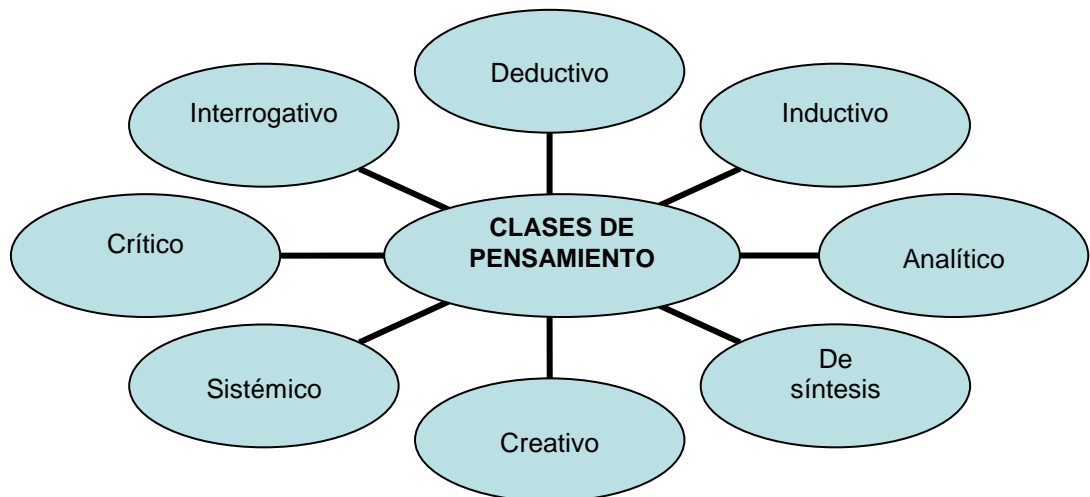 Deductivo
Interrogativo
Inductivo
CLASES DE
PENSAMIENTO
Crítico
Analítico
De
síntesis
Sistémico
Creativo